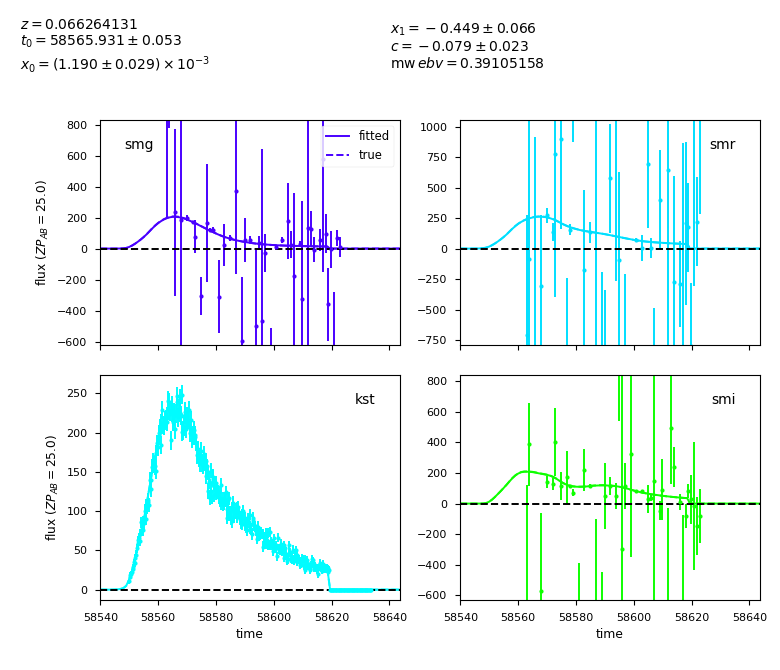 z = 0.066264131
t₀ = 58565.931 ± 0.053
x₀ = (1.190 ± 0.029) × 10⁻³
x₁ = −0.449 ± 0.066
c = −0.079 ± 0.023
mw ebv = 0.39105158
smg
fitted
true
800
600
400
200
0
−200
−400
−600
flux (ZP_AB = 25.0)
smr
1000
750
500
250
0
−250
−500
−750
kst
250
200
150
100
50
0
flux (ZP_AB = 25.0)
58540 58560 58580 58600 58620 58640
time
smi
800
600
400
200
0
−200
−400
−600
58540 58560 58580 58600 58620 58640
time